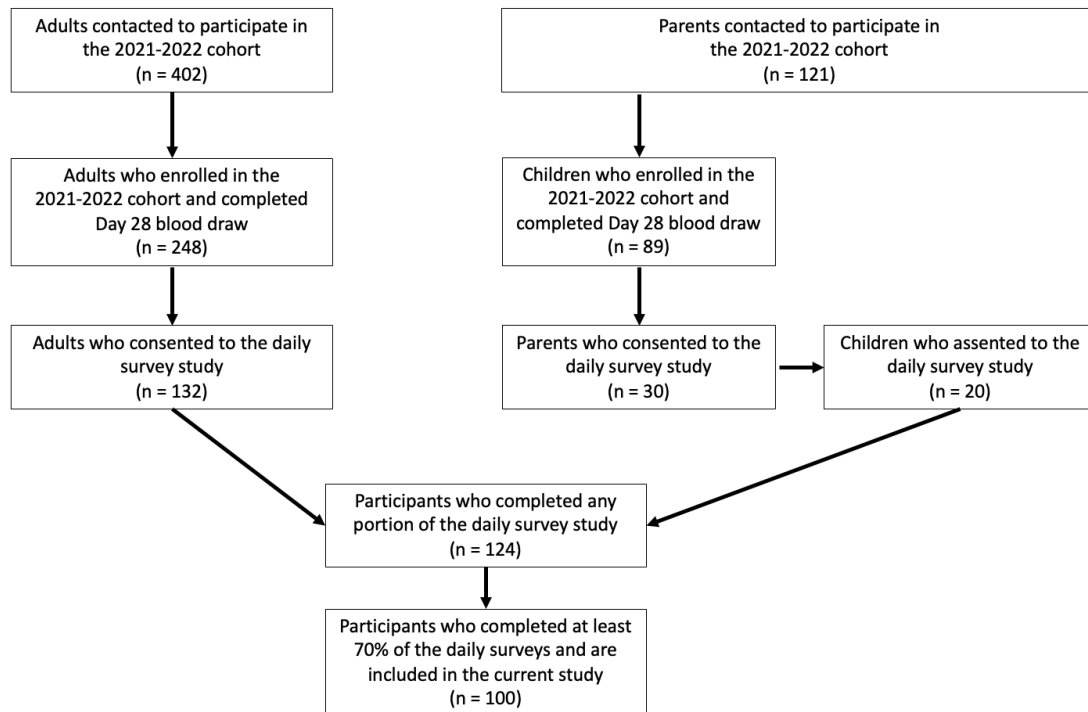 Adults contacted to participate in
the 2021-2022 cohort
(n = 402)
Parents contacted to participate in
the 2021-2022 cohort
(n = 121)
Adults who enrolled in the
2021-2022 cohort and completed
Day 28 blood draw
(n = 248)
Children who enrolled in the
2021-2022 cohort and
completed Day 28 blood draw
(n = 89)
Adults who consented to the daily
survey study
(n = 132)
Parents who consented to the
daily survey study
(n = 30)
Children who assented to the
daily survey study
(n = 20)
Participants who completed any
portion of the daily survey study
(n = 124)
Participants who completed at least
70% of the daily surveys and are
included in the current study
(n = 100)